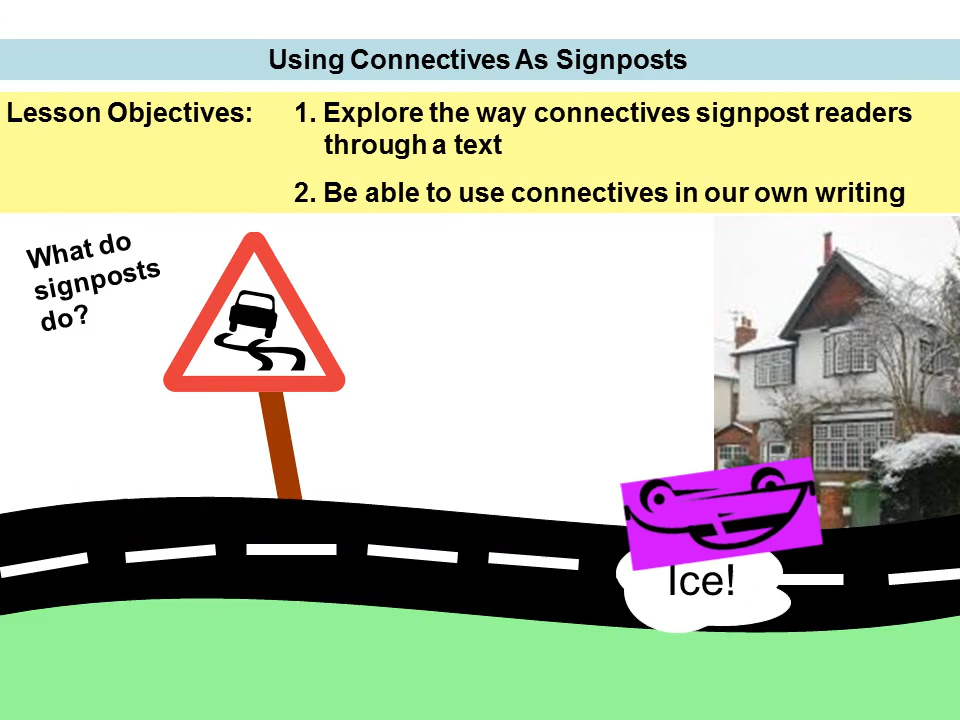 Using Connectives As Signposts
Lesson Objectives: 1. Explore the way connectives signpost readers
through a text
2. Be able to use connectives in our own writing
What do
signposts
do?
Ice!